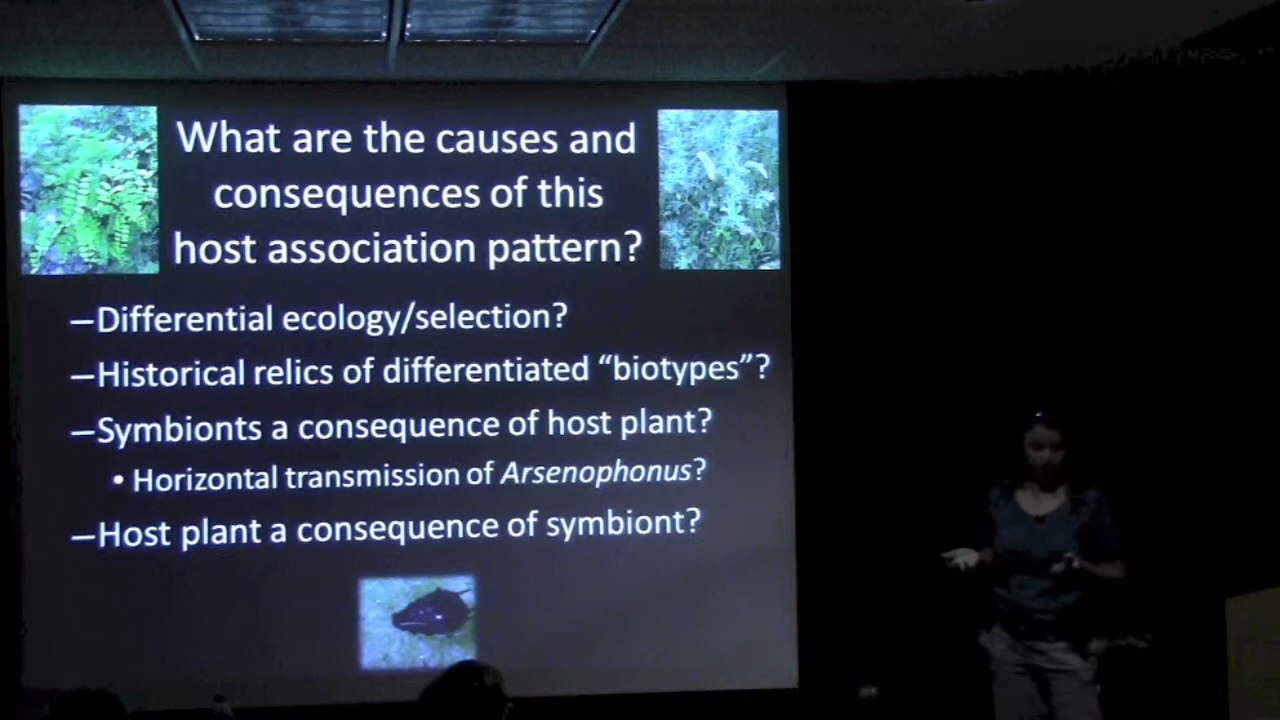 What are the causes and
consequences of this
host association pattern?
–Differential ecology/selection?
–Historical relics of differentiated “biotypes”?
–Symbionts a consequence of host plant?
• Horizontal transmission of Arsenophonus?
–Host plant a consequence of symbiont?